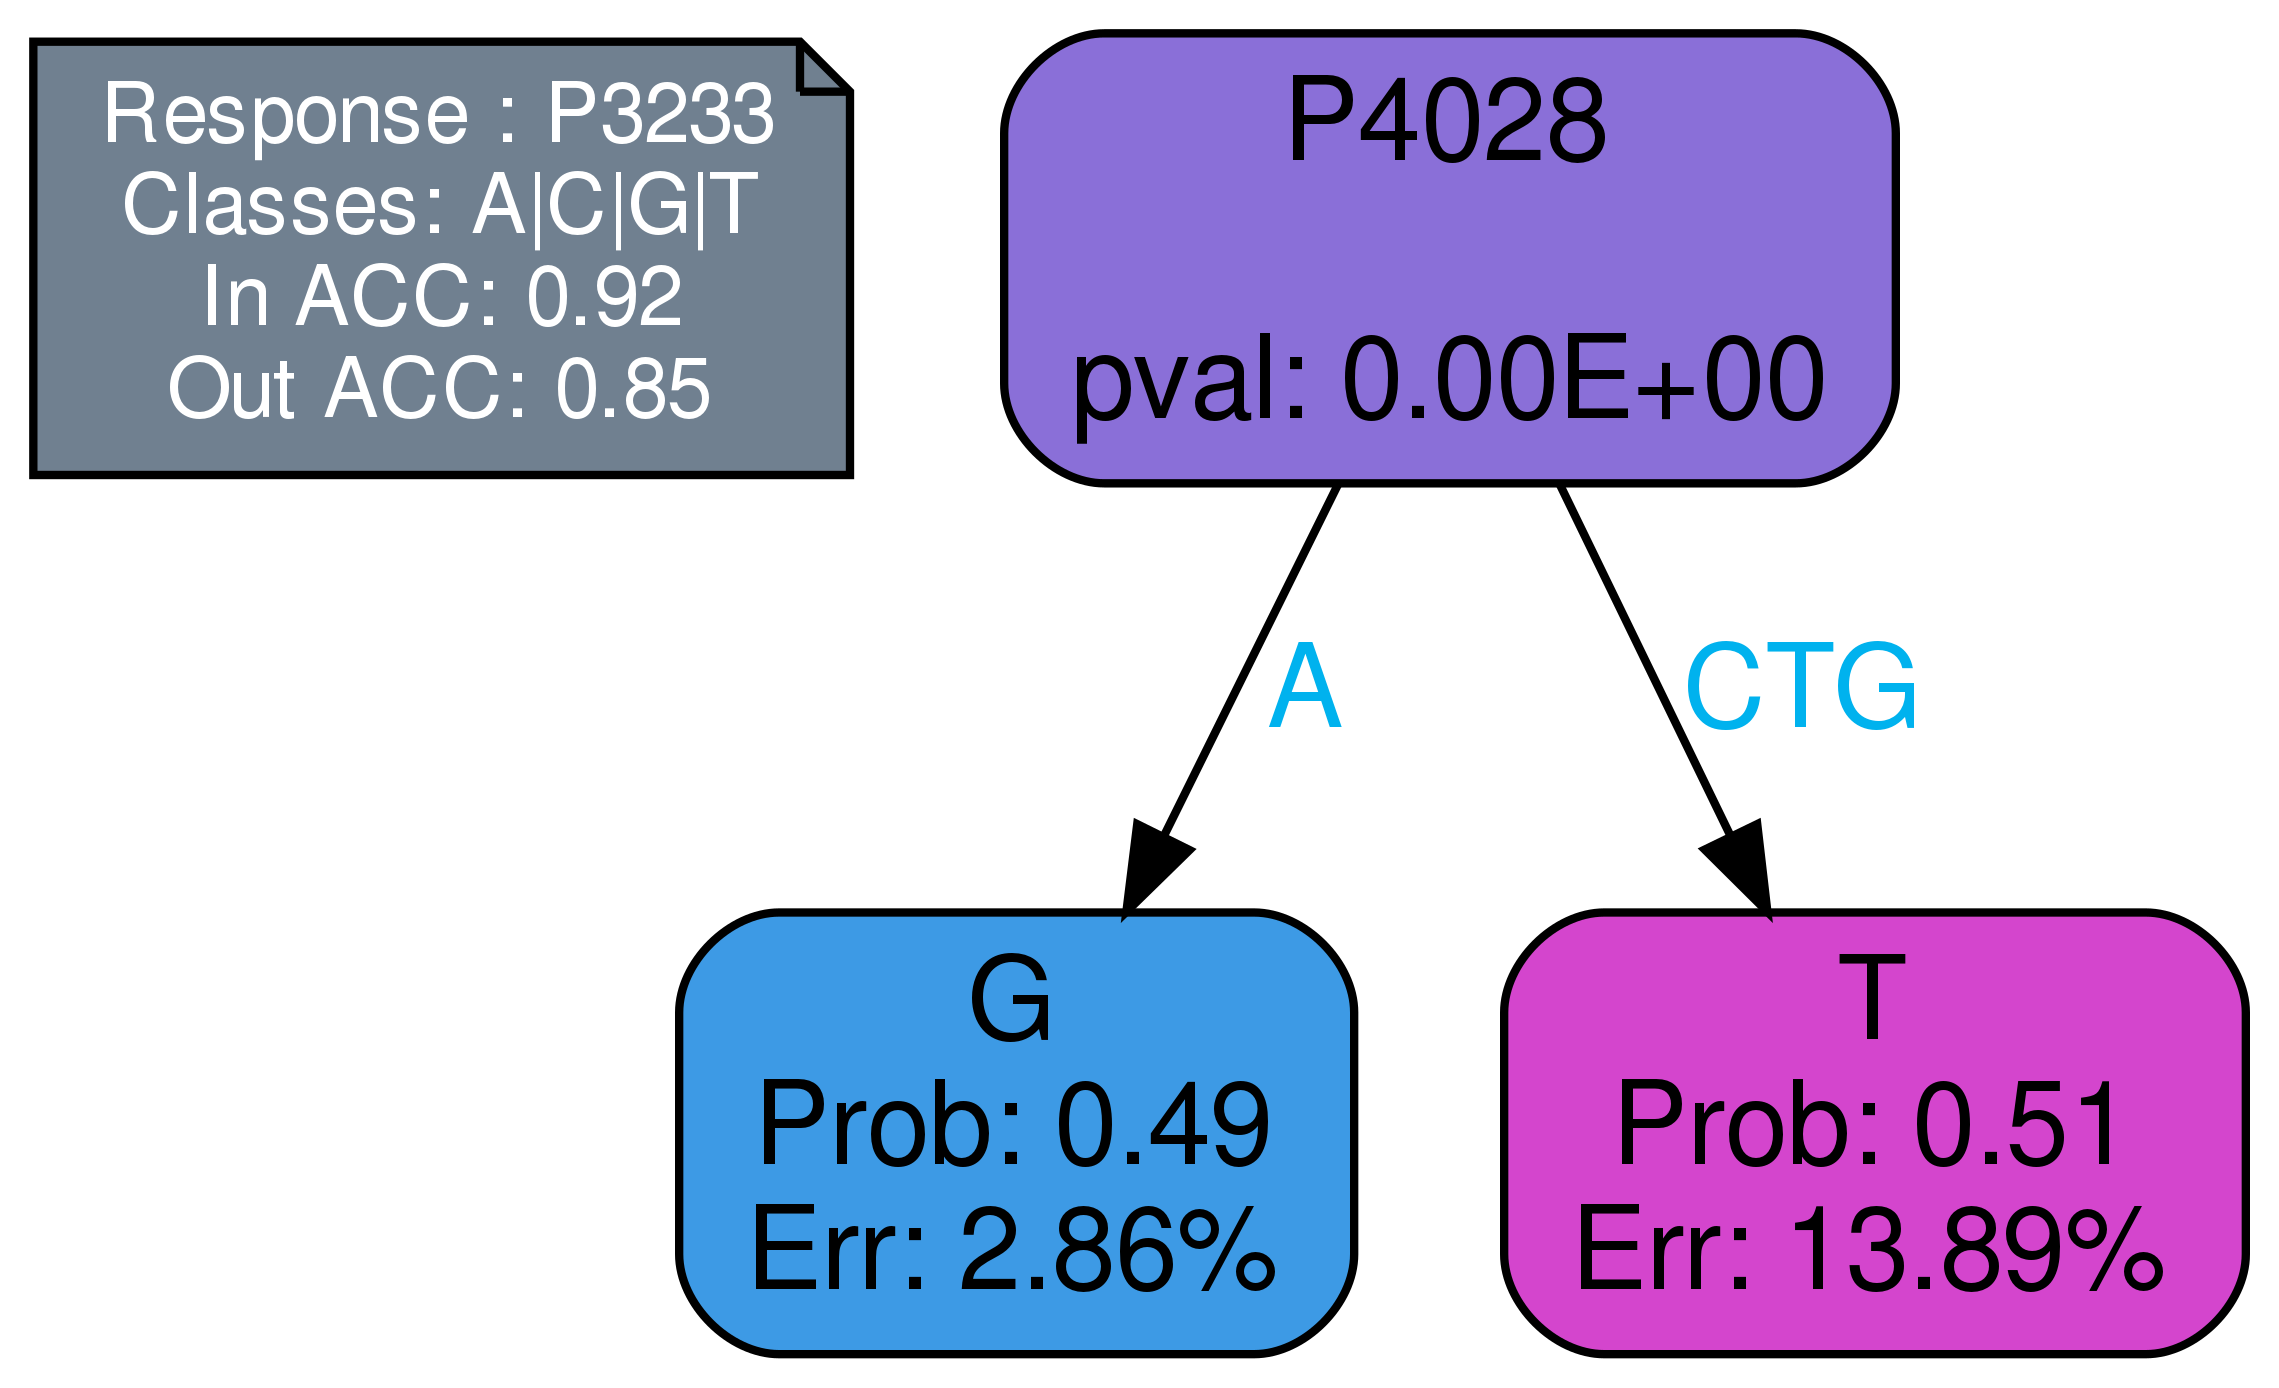 Response : P3233
Classes: A|C|G|T
In ACC: 0.92
Out ACC: 0.85
P4028
pval: 0.00E+00
A
CTG
G
Prob: 0.49
Err: 2.86%
T
Prob: 0.51
Err: 13.89%